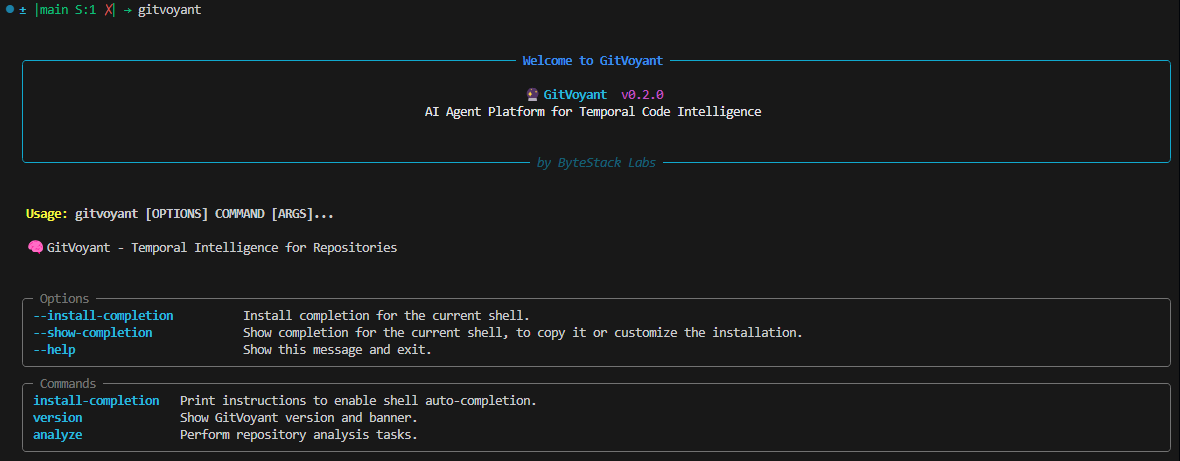 ± |main S:1 ✗| → gitvoyant
Welcome to GitVoyant
🔮 GitVoyant v0.2.0
AI Agent Platform for Temporal Code Intelligence
by ByteStack Labs
Usage: gitvoyant [OPTIONS] COMMAND [ARGS]...
🧠 GitVoyant - Temporal Intelligence for Repositories
Options
--install-completion Install completion for the current shell.
--show-completion Show completion for the current shell, to copy it or customize the installation.
--help Show this message and exit.
Commands
install-completion Print instructions to enable shell auto-completion.
version Show GitVoyant version and banner.
analyze Perform repository analysis tasks.